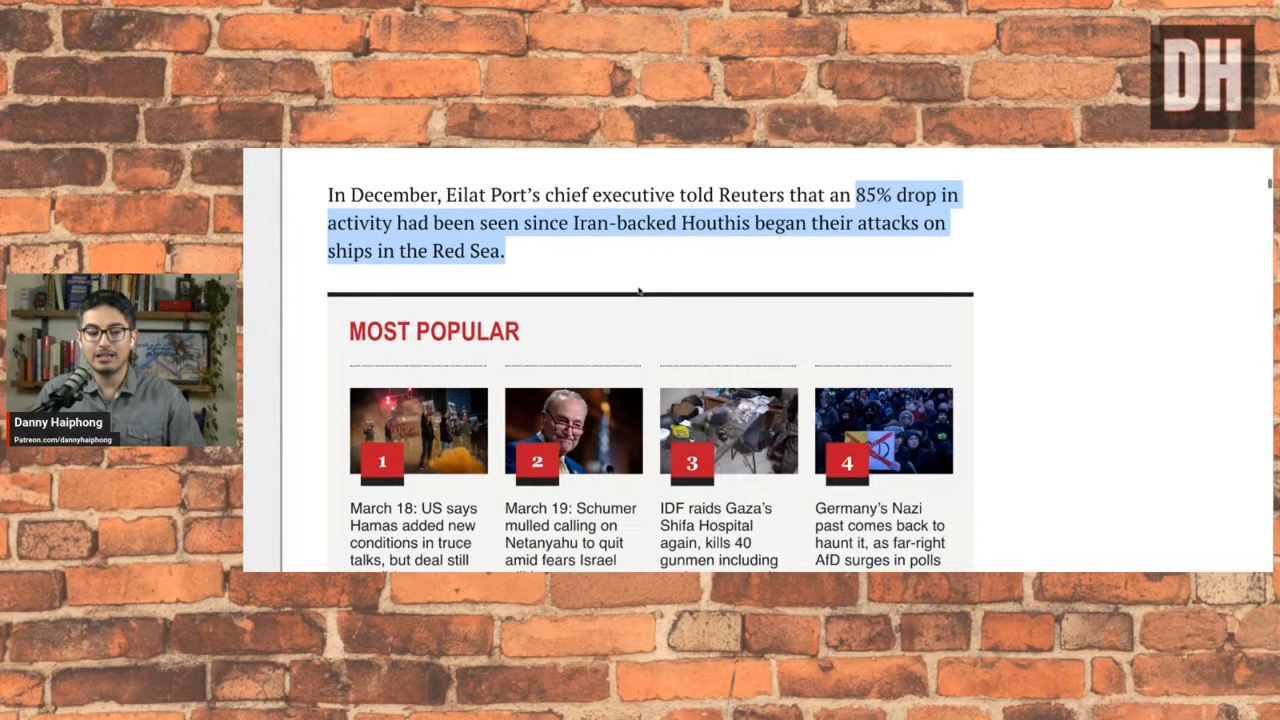 DH
In December, Eilat Port’s chief executive told Reuters that an 85% drop in
activity had been seen since Iran-backed Houthis began their attacks on
ships in the Red Sea.
MOST POPULAR
1
2
3
4
March 18: US says
Hamas added new
conditions in truce
talks, but deal still
March 19: Schumer
mulled calling on
Netanyahu to quit
amid fears Israel
IDF raids Gaza’s
Shifa Hospital
again, kills 40
gunmen including
Germany’s Nazi
past comes back to
haunt it, as far-right
AfD surges in polls
Danny Haiphong
Patreon.com/dannyhaiphong